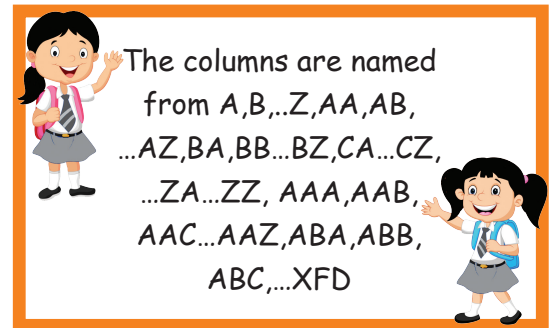 The columns are named
from A,B,..Z,AA,AB,
...AZ,BA,BB...BZ,CA...CZ,
...ZA...ZZ, AAA,AAB,
AAC...AAZ,ABA,ABB,
ABC,...XFD